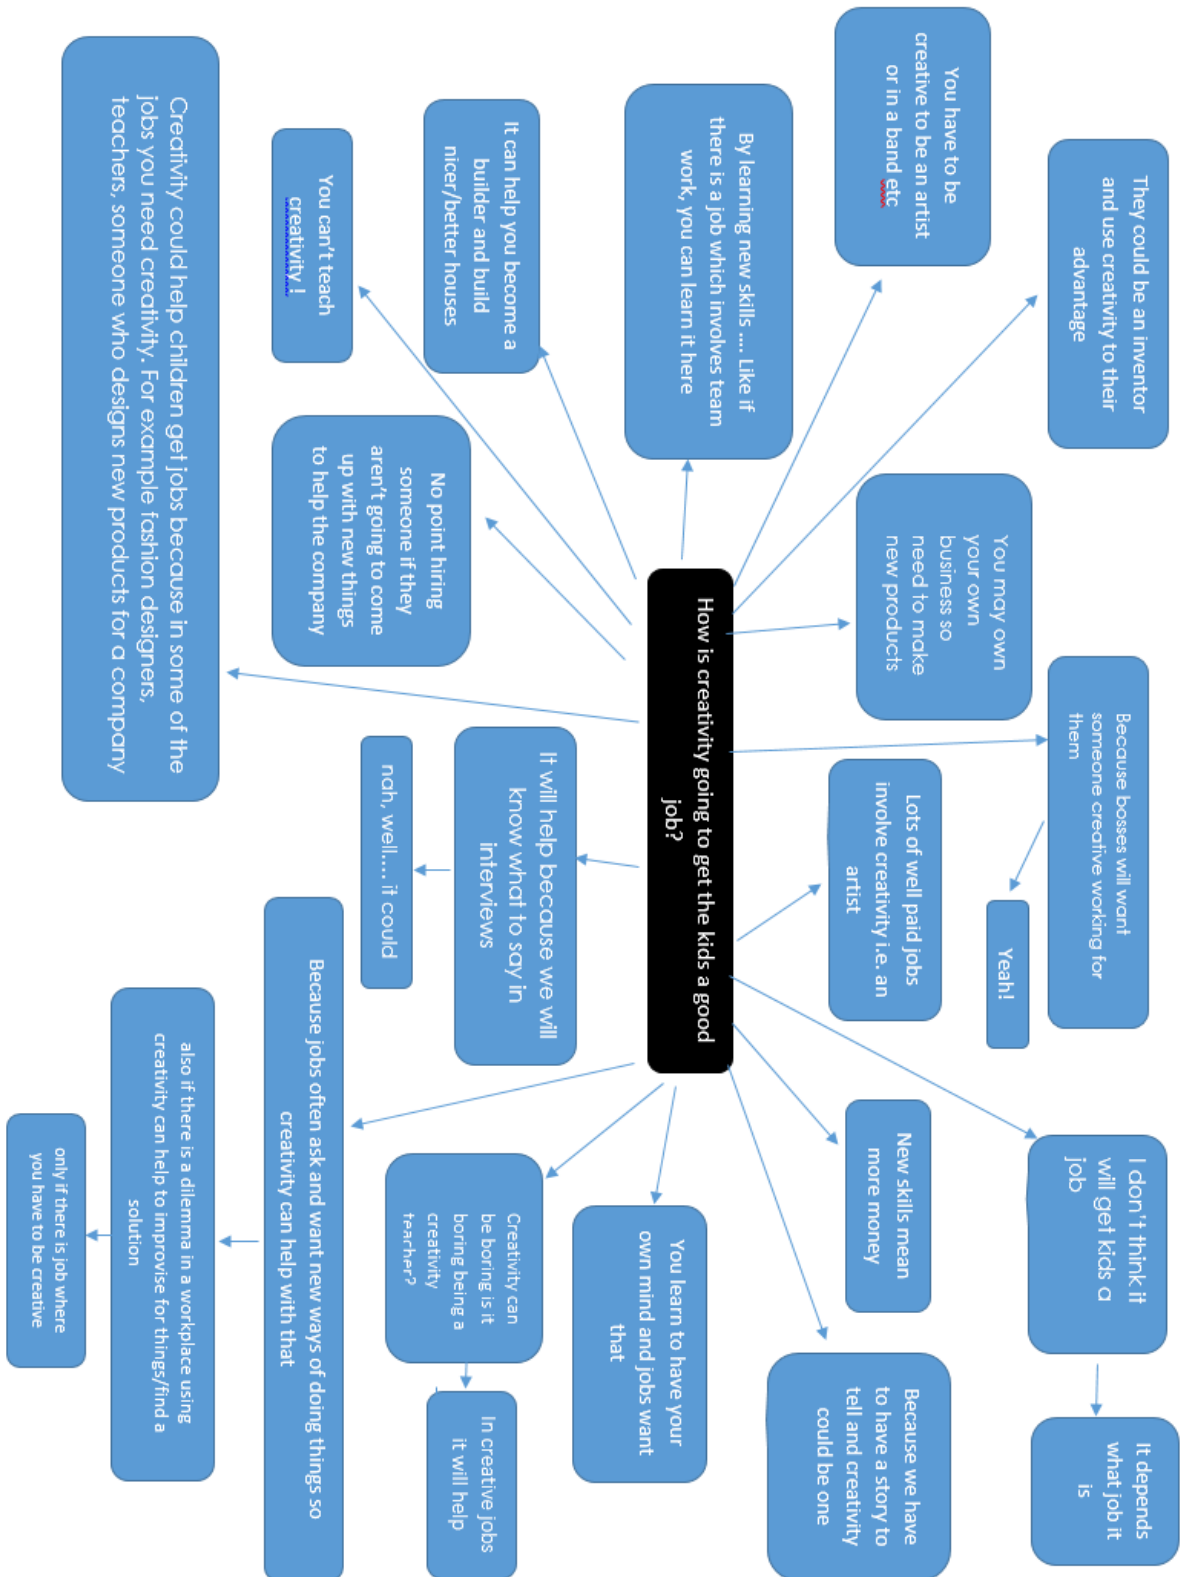 They could be an inventor
and use creativity to their
advantage
You have to be
creative to be an artist
or in a band etc
By learning new skills .... Like if
there is a job which involves team
work, you can learn it here
It can help you become a
builder and build
nicer/better houses
You can't teach
creativity !
Creativity could help children get jobs because in some of the
jobs you need creativity. For example fashion designers,
teachers, someone who designs new products for a company
You may own
your own
business so
need to make
new products
No point hiring
someone if they
aren't going to come
up with new things
to help the company
How is creativity going to get the kids a good
job?
Because bosses will want
someone creative working for
them
Yeah!
Lots of well paid jobs
involve creativity i.e. an
artist
It will help because we will
know what to say in
interviews
nah, well.... it could
I don't think it
will get kids a
job
It depends
what job it
is
New skills mean
more money
Because we have
to have a story to
tell and creativity
could be one
You learn to have your
own mind and jobs want
that
Creativity can
be boring is it
boring being a
creativity
teacher?
In creative jobs
it will help
Because jobs often ask and want new ways of doing things so
creativity can help with that
also if there is a dilemma in a workplace using
creativity can help to improvise for things/find a
solution
only if there is job where
you have to be creative